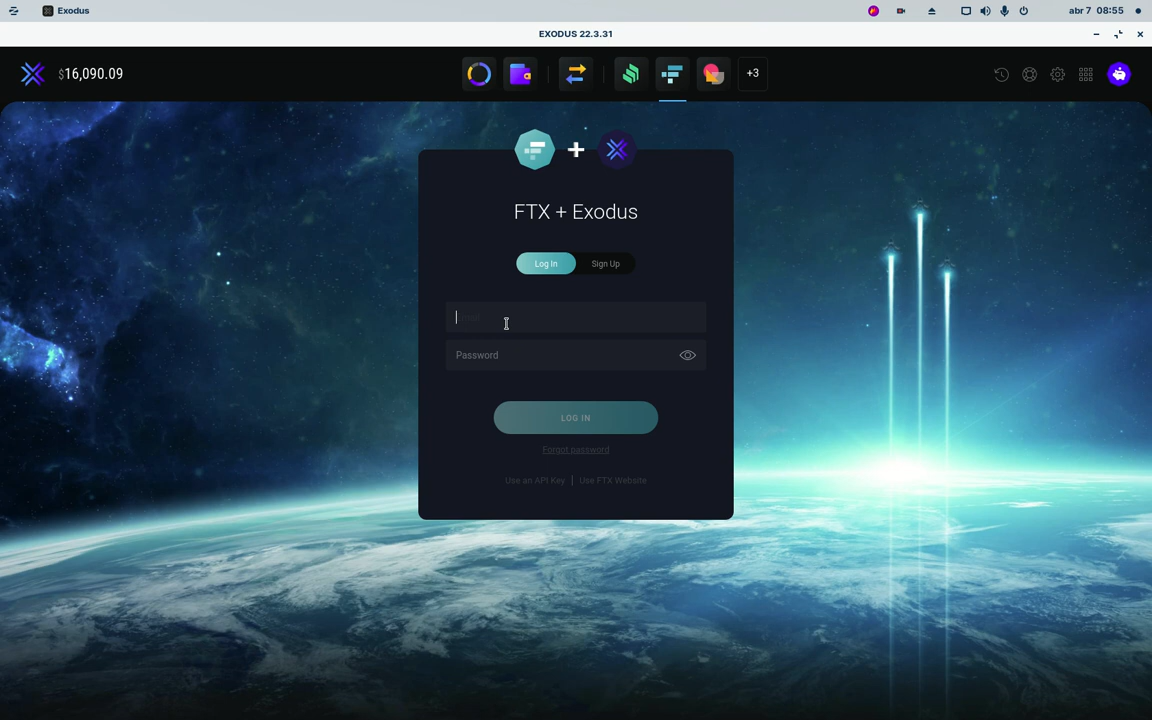 Exodus
abr 7 08:55
EXODUS 22.3.31
$16,090.09
+3
FTX + Exodus
Log In
Sign Up
Password
LOG IN
Forgot password
Use an API Key | Use FTX Website